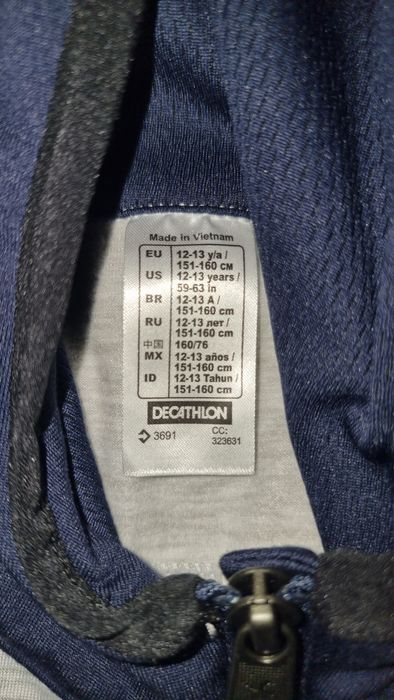 Made in Vietnam
EU 12-13 y/a /
151-160 см
US 12-13 years /
59-63 in
BR 12-13 A /
151-160 cm
RU 12-13 лет /
151-160 cm
中国 160/76
MX 12-13 años /
151-160 cm
ID 12-13 Tahun /
151-160 cm
DECATHLON
3691 CC:
323631